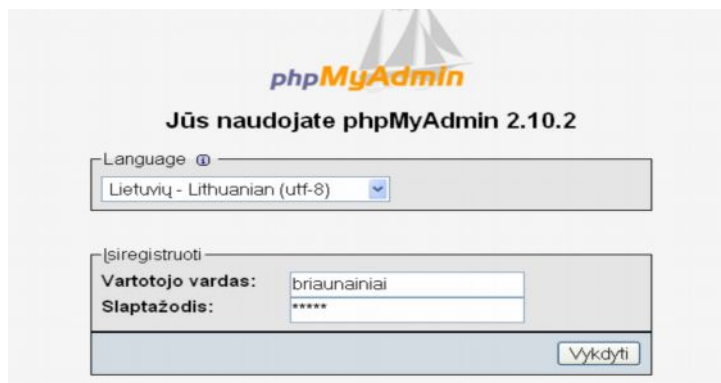 phpMyAdmin
Jūs naudojate phpMyAdmin 2.10.2
Language
Lietuvių - Lithuanian (utf-8)
Įsiregistruoti
Vartotojo vardas: briaunainiai
Slaptažodis: *****
Vykdyti